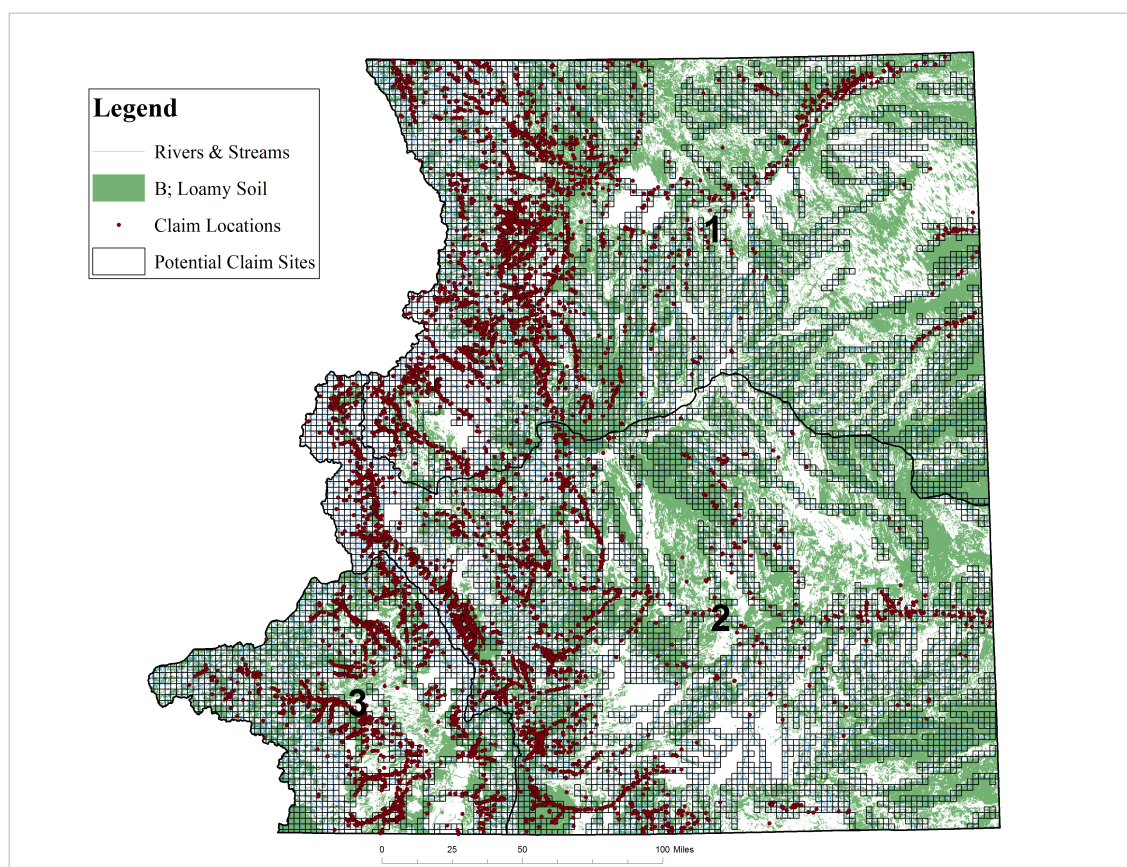 Legend
Rivers & Streams
B; Loamy Soil
Claim Locations
Potential Claim Sites
1
2
3
0 25 50 100 Miles